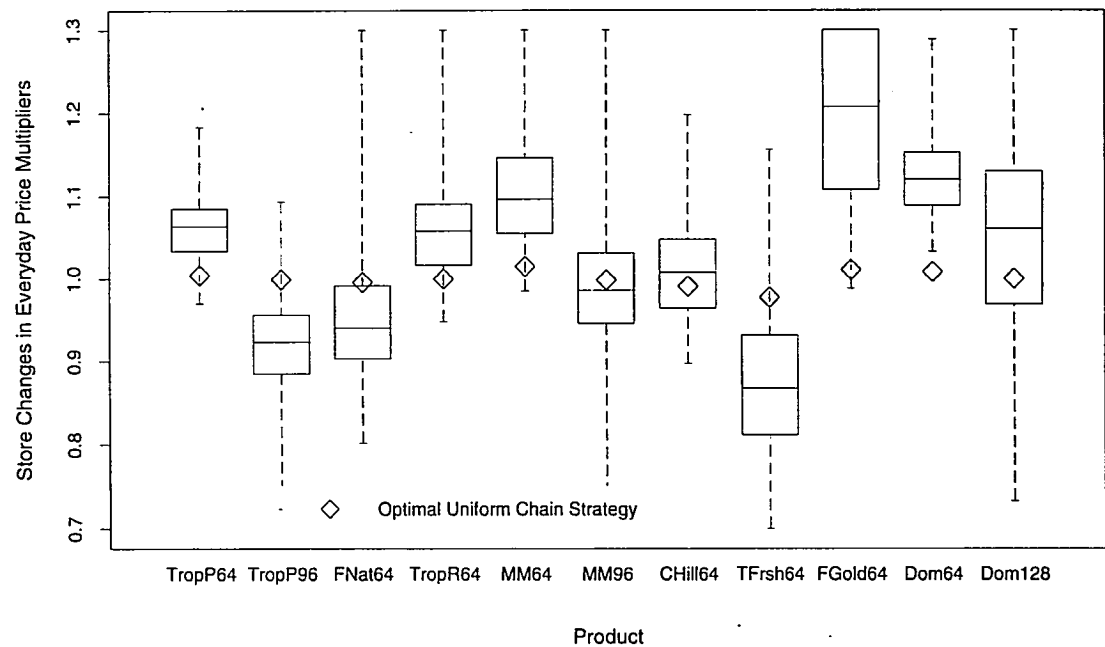 Store Changes in Everyday Price Multipliers
1.3
1.2
1.1
1.0
0.9
0.8
0.7
Optimal Uniform Chain Strategy
TropP64 TropP96 FNat64 TropR64 MM64 MM96 CHill64 TFrsh64 FGold64 Dom64 Dom128
Product